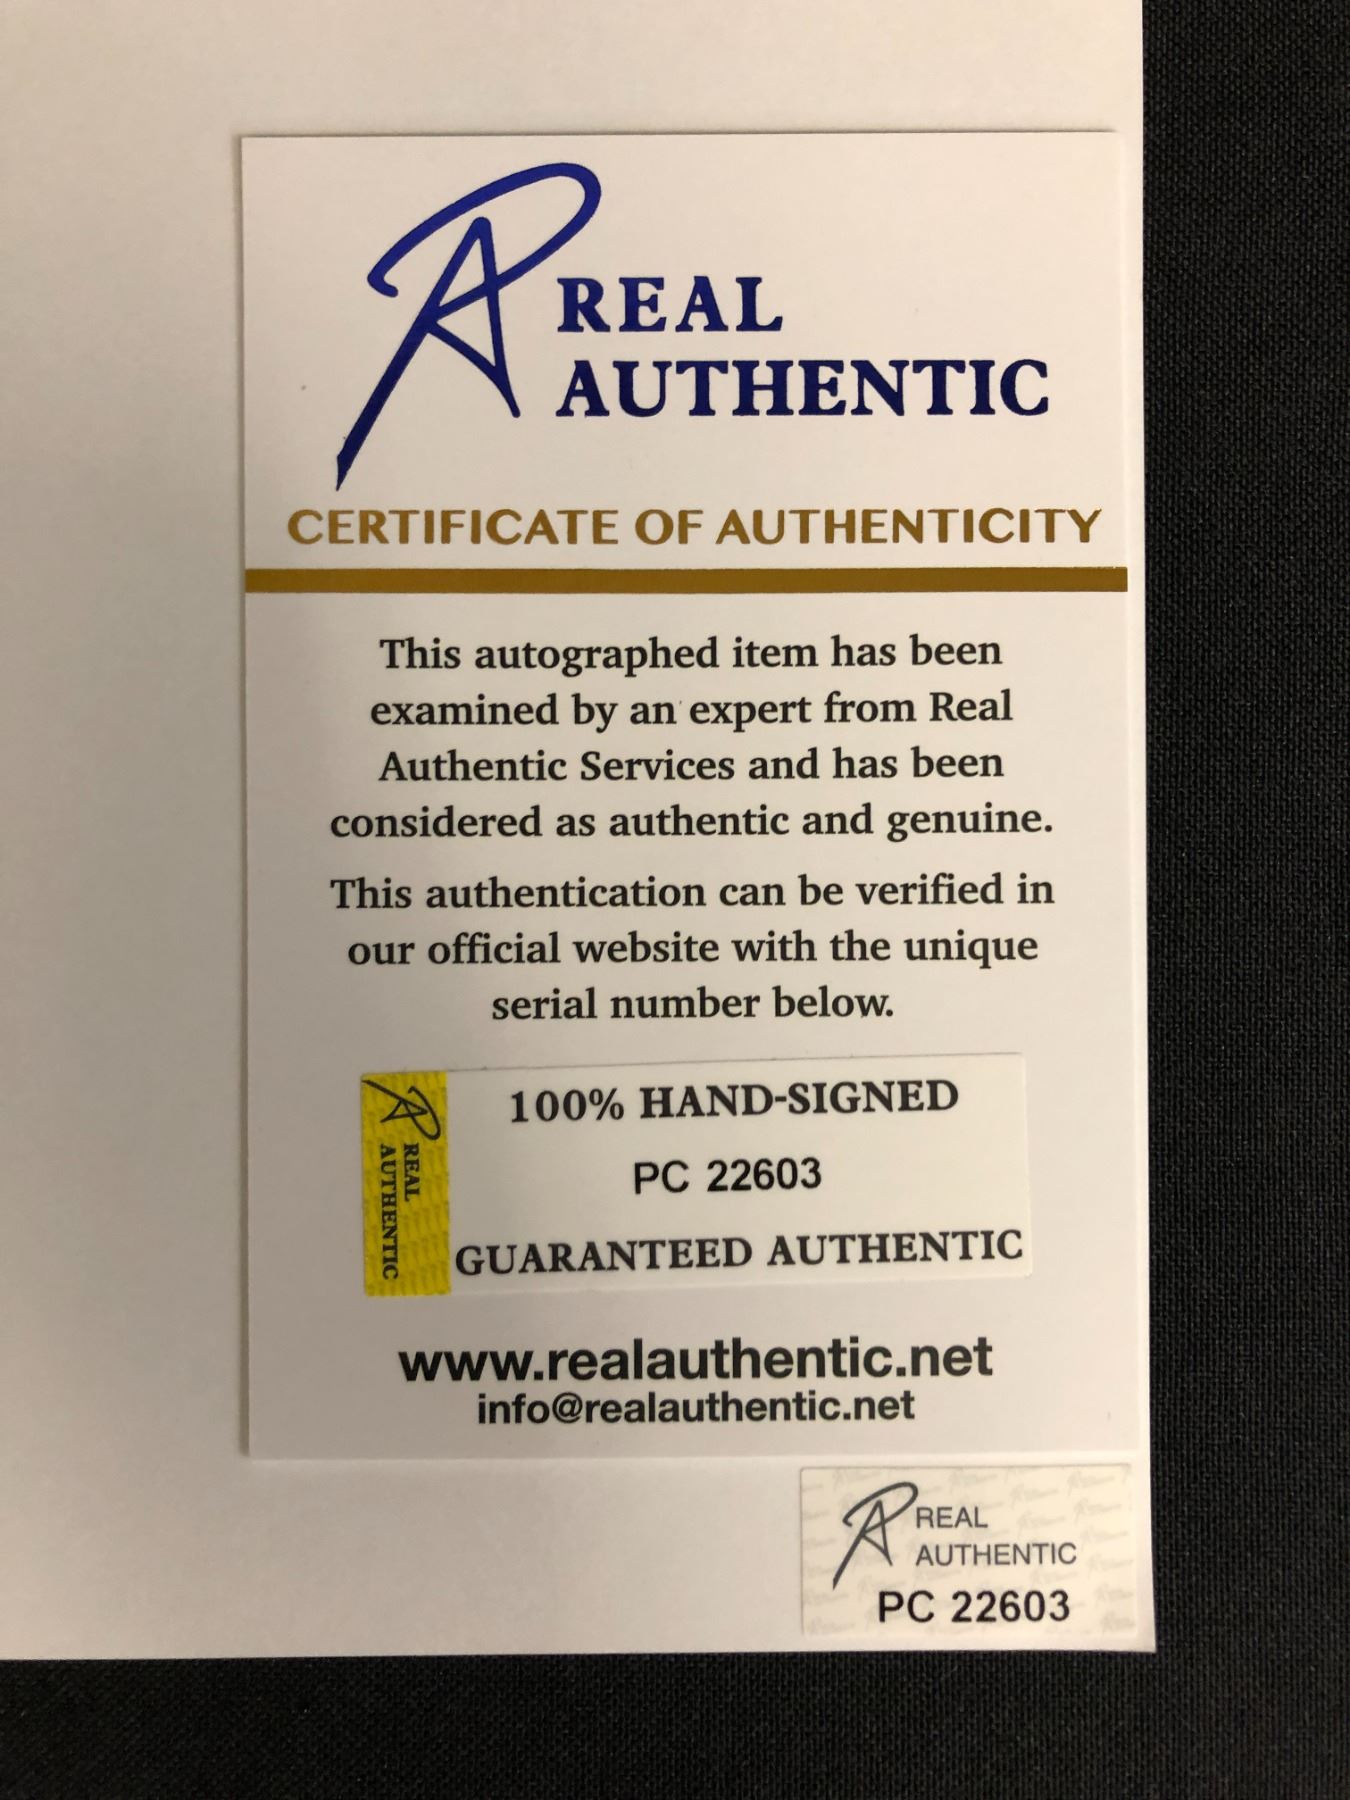 REAL
AUTHENTIC
CERTIFICATE OF AUTHENTICITY
This autographed item has been
examined by an expert from Real
Authentic Services and has been
considered as authentic and genuine.
This authentication can be verified in
our official website with the unique
serial number below.
REAL
AUTHENTIC
100% HAND-SIGNED
PC 22603
GUARANTEED AUTHENTIC
www.realauthentic.net
info@realauthentic.net
REAL
AUTHENTIC
PC 22603